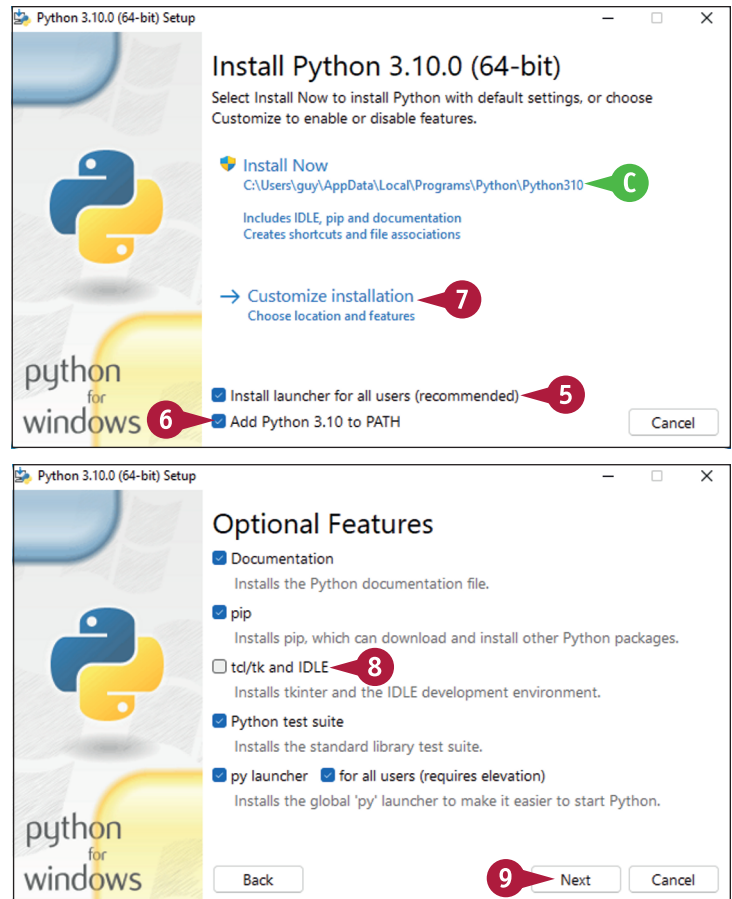 Python 3.10.0 (64-bit) Setup
Install Python 3.10.0 (64-bit)
Select Install Now to install Python with default settings, or choose
Customize to enable or disable features.
Install Now
C:\Users\guy\AppData\Local\Programs\Python\Python310
C
Includes IDLE, pip and documentation
Creates shortcuts and file associations
Customize installation
7
Choose location and features
python
for
windows
Install launcher for all users (recommended)
5
6
Add Python 3.10 to PATH
Cancel
Python 3.10.0 (64-bit) Setup
Optional Features
Documentation
Installs the Python documentation file.
pip
Installs pip, which can download and install other Python packages.
tcl/tk and IDLE
8
Installs tkinter and the IDLE development environment.
Python test suite
Installs the standard library test suite.
py launcher for all users (requires elevation)
Installs the global 'py' launcher to make it easier to start Python.
python
for
windows
Back
9
Next
Cancel